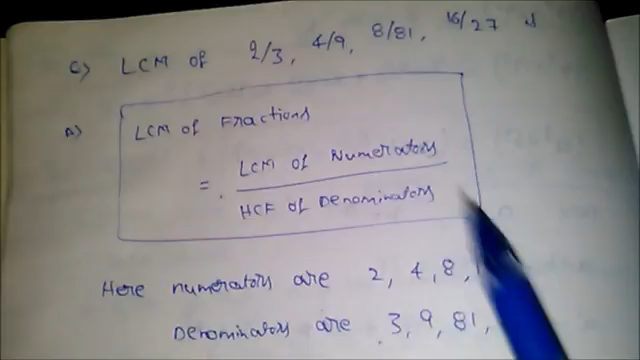 C) LCM of 2/3, 4/9, 8/81, 16/27 is
A) LCM of Fractions
= LCM of Numerators
HCF of Denominators
Here numerators are 2, 4, 8,
Denominators are 3, 9, 81,